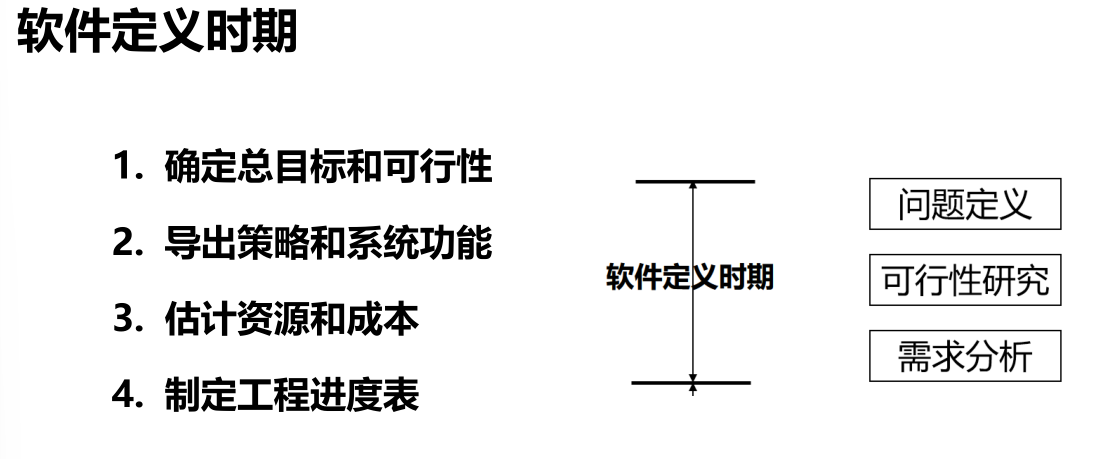 软件定义时期
1. 确定总目标和可行性
2. 导出策略和系统功能
3. 估计资源和成本
4. 制定工程进度表
软件定义时期
问题定义
可行性研究
需求分析